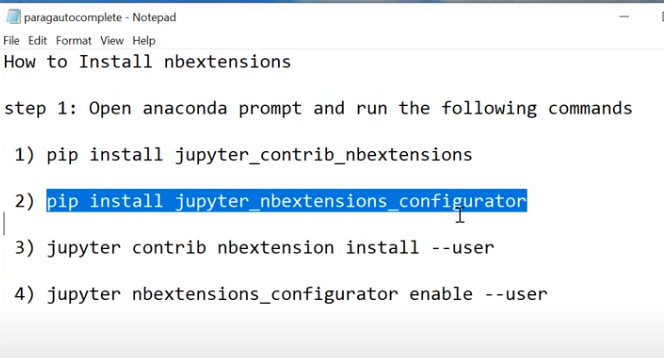 paragautocomplete - Notepad
File Edit Format View Help
How to Install nbextensions
step 1: Open anaconda prompt and run the following commands
1) pip install jupyter_contrib_nbextensions
2) pip install jupyter_nbextensions_configurator
3) jupyter contrib nbextension install --user
4) jupyter nbextensions_configurator enable --user